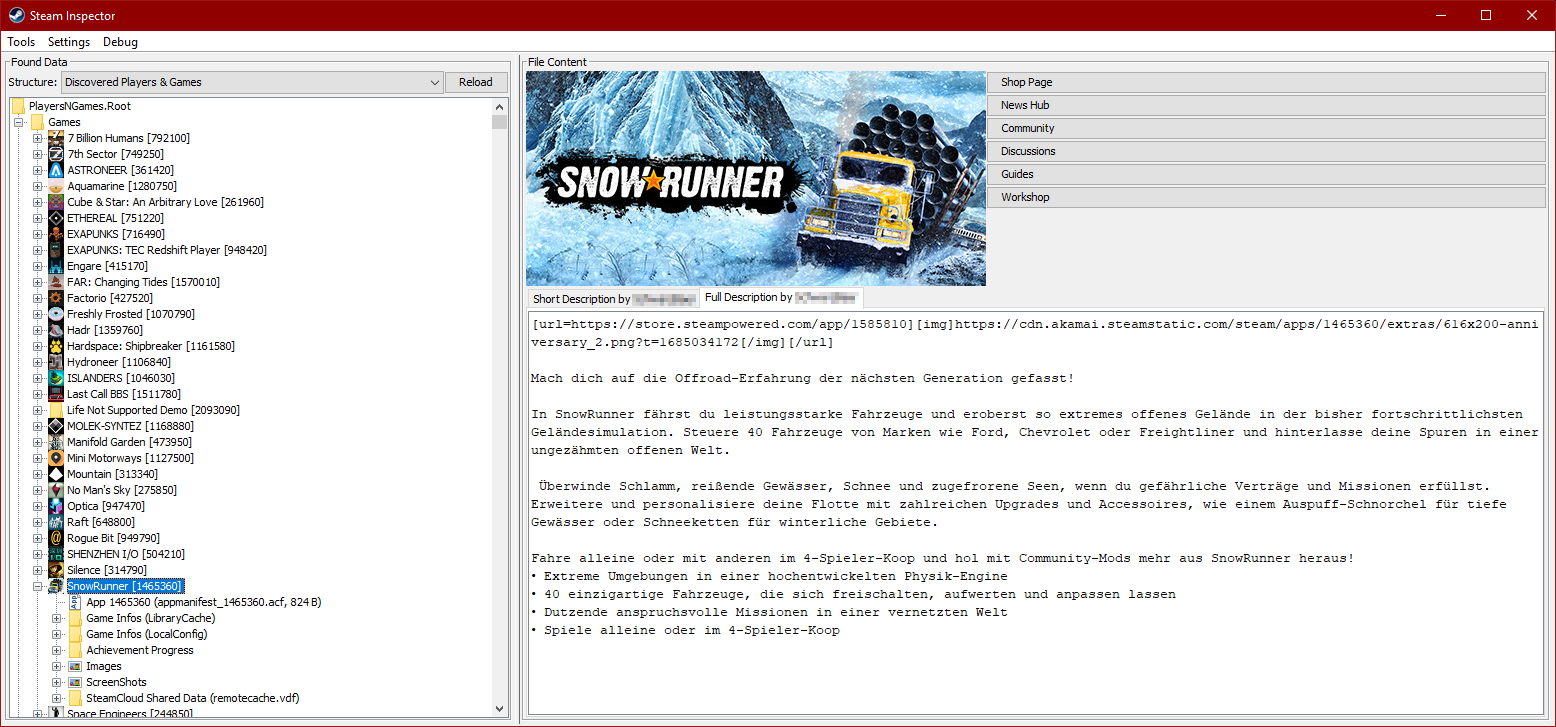 Steam Inspector
Tools Settings Debug
Found Data
Structure: Discovered Players & Games Reload
PlayersNGames.Root
Games
7 Billion Humans [792100]
7th Sector [749250]
ASTRONEER [361420]
Aquamarine [1280750]
Cube & Star: An Arbitrary Love [261960]
ETHEREAL [751220]
EXAPUNKS [716490]
EXAPUNKS: TEC Redshift Player [948420]
Engare [415170]
FAR: Changing Tides [1570010]
Factorio [427520]
Freshly Frosted [1070790]
Hadr [1359760]
Hardspace: Shipbreaker [1161580]
Hydroneer [1106840]
ISLANDERS [1046030]
Last Call BBS [1511780]
Life Not Supported Demo [2093090]
MOLEK-SYNTEZ [1168880]
Manifold Garden [473950]
Mini Motorways [1127500]
Mountain [313340]
No Man's Sky [275850]
Optica [947470]
Raft [648800]
Rogue Bit [949790]
SHENZHEN I/O [504210]
Silence [314790]
SnowRunner [1465360]
App 1465360 (appmanifest_1465360.acf, 824 B)
Game Infos (LibraryCache)
Game Infos (LocalConfig)
Achievement Progress
Images
ScreenShots
SteamCloud Shared Data (remotecache.vdf)
Space Engineers [244850]
File Content
SNOWRUNNER
Shop Page
News Hub
Community
Discussions
Guides
Workshop
Short Description by
Full Description by
[url=https://store.steampowered.com/app/1585810][img]https://cdn.akamai.steamstatic.com/steam/apps/1465360/extras/616x200-anni
versary_2.png?t=1685034172[/img][/url]
Mach dich auf die Offroad-Erfahrung der nächsten Generation gefasst!
In SnowRunner fährst du leistungsstarke Fahrzeuge und eroberst so extremes offenes Gelände in der bisher fortschrittlichsten
Geländesimulation. Steuere 40 Fahrzeuge von Marken wie Ford, Chevrolet oder Freightliner und hinterlasse deine Spuren in einer
ungezähmten offenen Welt.
Überwinde Schlamm, reißende Gewässer, Schnee und zugefrorene Seen, wenn du gefährliche Verträge und Missionen erfüllst.
Erweitere und personalisiere deine Flotte mit zahlreichen Upgrades und Accessoires, wie einem Auspuff-Schnorchel für tiefe
Gewässer oder Schneeketten für winterliche Gebiete.
Fahre alleine oder mit anderen im 4-Spieler-Koop und hol mit Community-Mods mehr aus SnowRunner heraus!
• Extreme Umgebungen in einer hochentwickelten Physik-Engine
• 40 einzigartige Fahrzeuge, die sich freischalten, aufwerten und anpassen lassen
• Dutzende anspruchsvolle Missionen in einer vernetzten Welt
• Spiele alleine oder im 4-Spieler-Koop